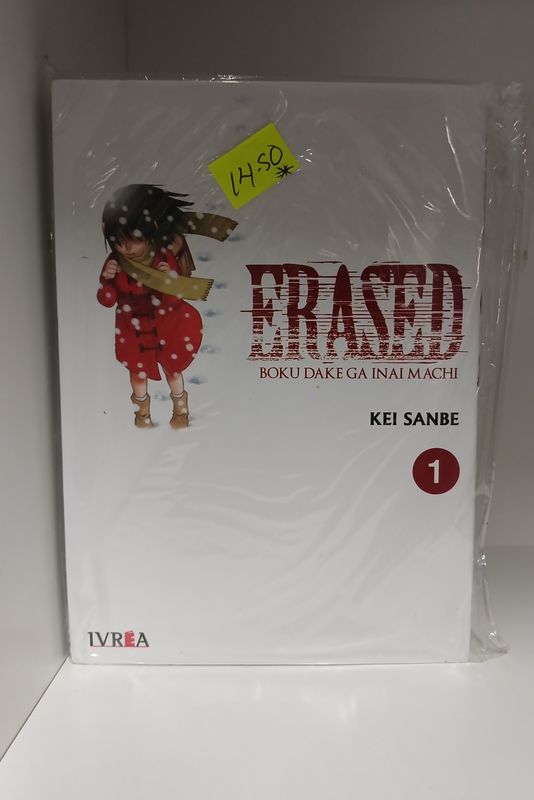 14.50*
ERASED
BOKU DAKE GA INAI MACHI
KEI SANBE
1
IVREA